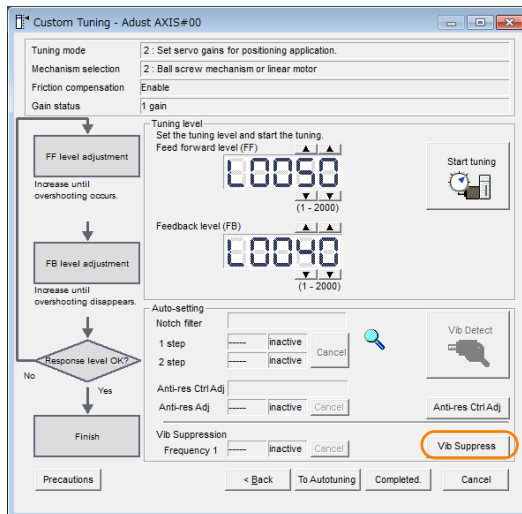 Custom Tuning - Adust AXIS#00
Tuning mode
2 : Set servo gains for positioning application.
Mechanism selection
2 : Ball screw mechanism or linear motor
Friction compensation
Enable
Gain status
1 gain
FF level adjustment
Increase until
overshooting occurs.
FB level adjustment
Increase until
overshooting disappears.
Response level OK?
No
Yes
Finish
Tuning level
Set the tuning level and start the tuning.
Feed forward level (FF)
L0050
(1 - 2000)
Feedback level (FB)
L0040
(1 - 2000)
Start tuning
Auto-setting
Notch filter
1 step
-----
inactive
2 step
-----
inactive
Cancel
Vib Detect
Anti-res Ctrl Adj
Anti-res Adj
-----
inactive
Cancel
Anti-res Ctrl Adj
Vib Suppression
Frequency 1
-----
inactive
Cancel
Vib Suppress
Precautions
< Back
To Autotuning
Completed.
Cancel